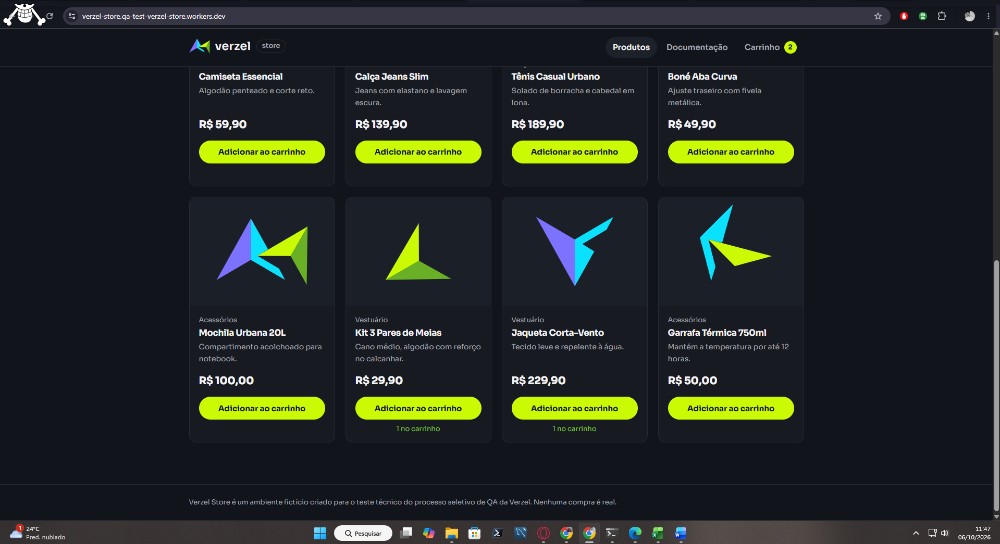 verzel-store.qa-test-verzel-store.workers.dev
verzel store
Produtos
Documentação
Carrinho 2
Camiseta Essencial
Algodão penteado e corte reto.
R$ 59,90
Adicionar ao carrinho
Calça Jeans Slim
Jeans com elastano e lavagem
escura.
R$ 139,90
Adicionar ao carrinho
Tênis Casual Urbano
Solado de borracha e cabedal em
lona.
R$ 189,90
Adicionar ao carrinho
Boné Aba Curva
Ajuste traseiro com fivela
metálica.
R$ 49,90
Adicionar ao carrinho
Acessórios
Mochila Urbana 20L
Compartimento acolchoado para
notebook.
R$ 100,00
Adicionar ao carrinho
Vestuário
Kit 3 Pares de Meias
Cano médio, algodão com reforço
no calcanhar.
R$ 29,90
Adicionar ao carrinho
1 no carrinho
Vestuário
Jaqueta Corta-Vento
Tecido leve e repelente à água.
R$ 229,90
Adicionar ao carrinho
1 no carrinho
Acessórios
Garrafa Térmica 750ml
Mantém a temperatura por até 12
horas.
R$ 50,00
Adicionar ao carrinho
Verzel Store é um ambiente fictício criado para o teste técnico do processo seletivo de QA da Verzel. Nenhuma compra é real.
1
24°C
Pred. nublado
Pesquisar
11:47
06/10/2026